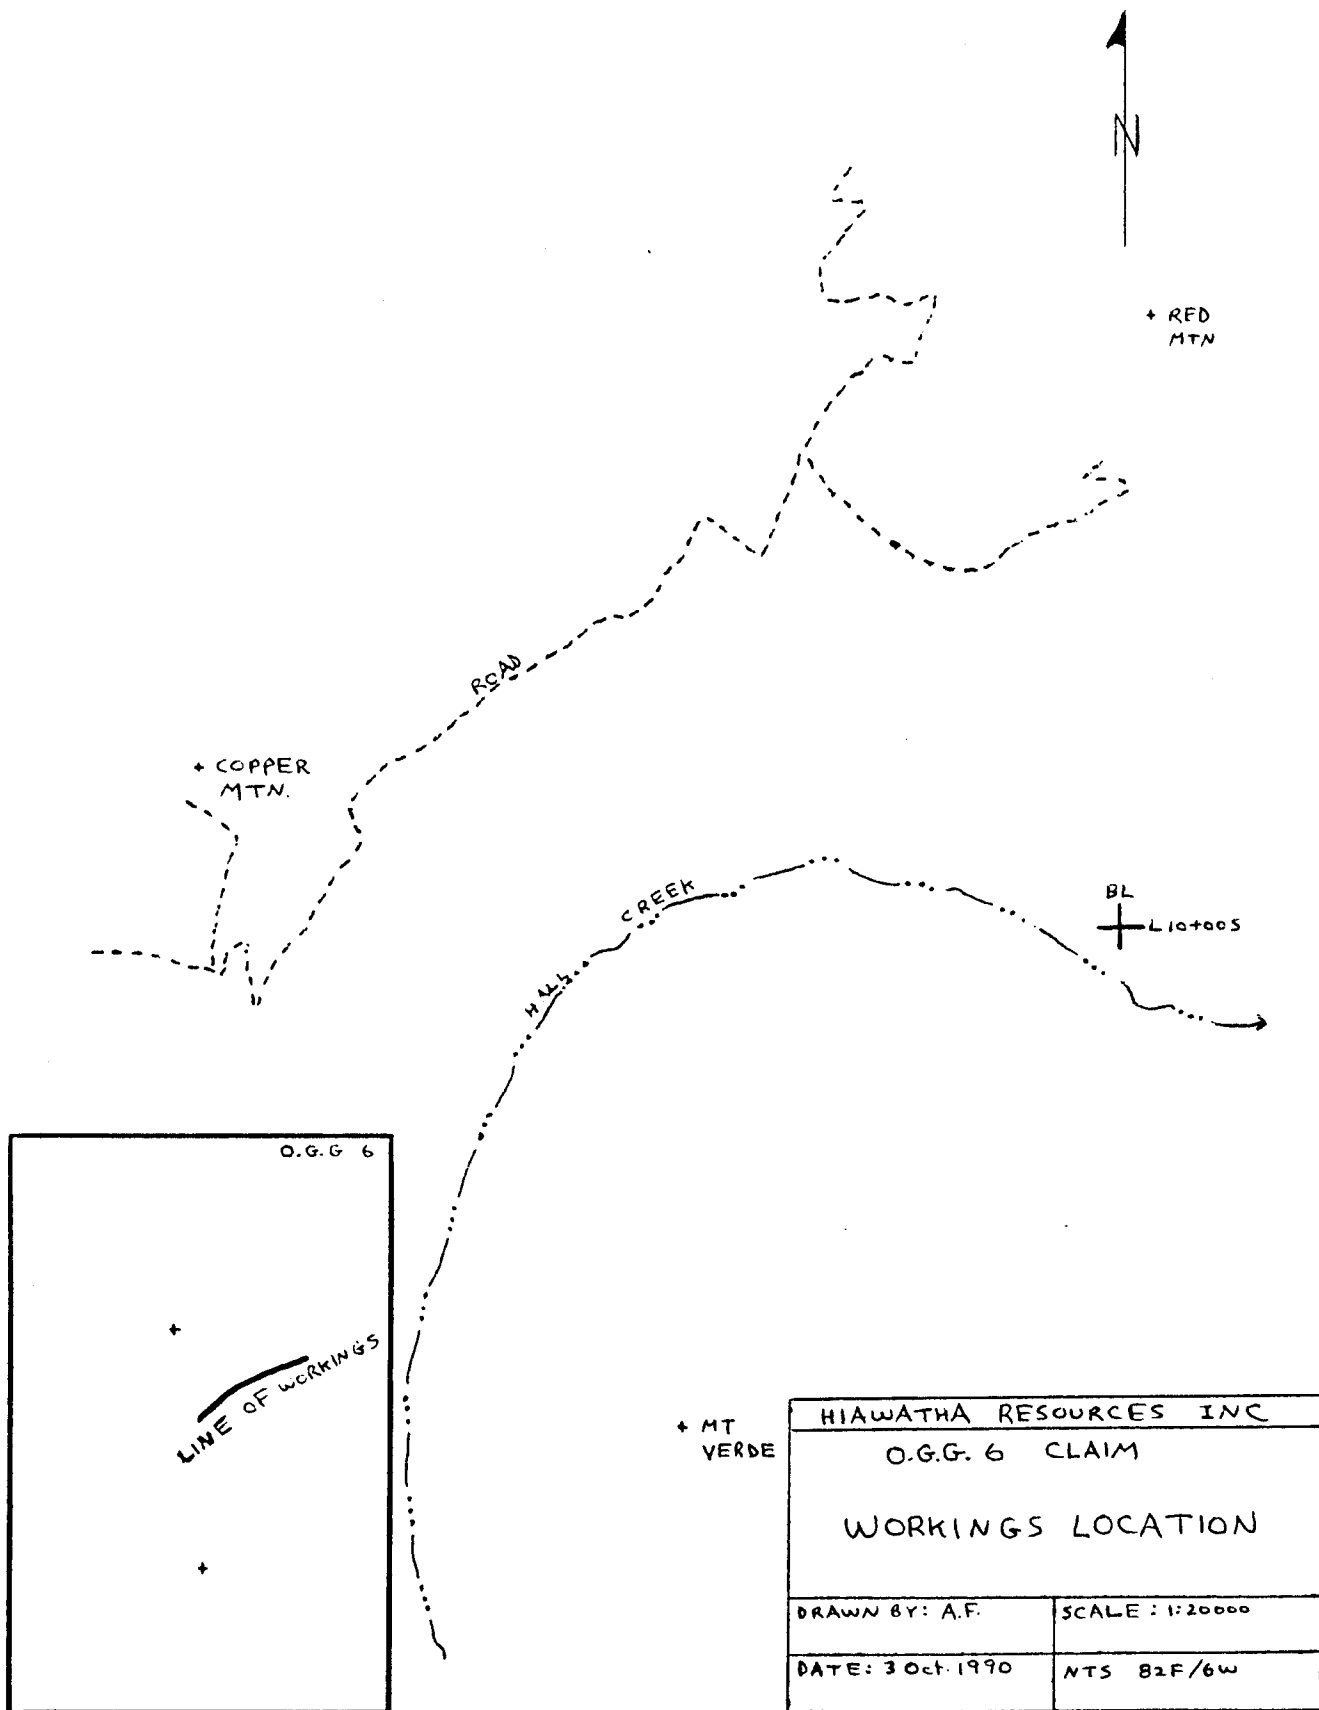 N
+ RED
MTN
ROAD
+ COPPER
MTN.
CREEK
HALL
BL
L10+00S
O.G.G 6
LINE OF WORKINGS
+ MT
VERDE
HIAWATHA RESOURCES INC
O.G.G. 6 CLAIM
WORKINGS LOCATION
DRAWN BY: A.F.
SCALE: 1:20000
DATE: 3 Oct. 1990
NTS 82F/6W